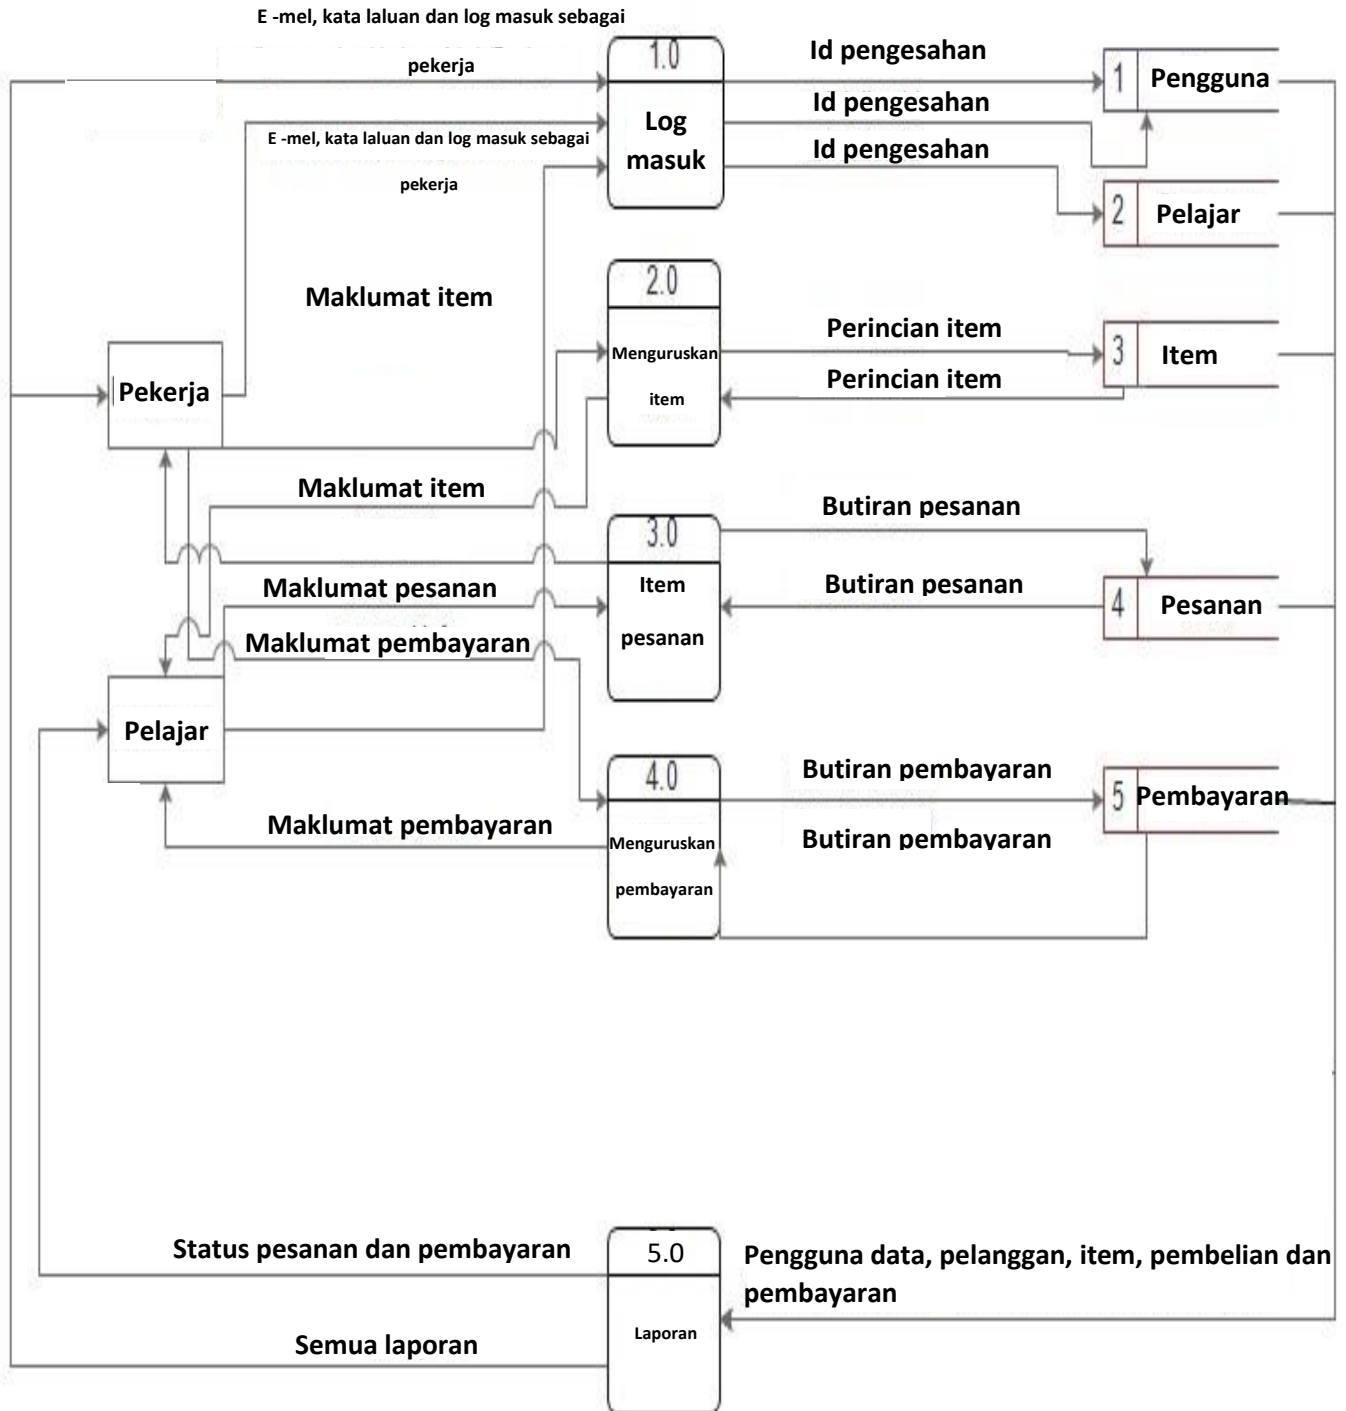 E -mel, kata laluan dan log masuk sebagai
pekerja
1.0
Log
masuk
Id pengesahan
Id pengesahan
Id pengesahan
1 Pengguna
E -mel, kata laluan dan log masuk sebagai
pekerja
2 Pelajar
Maklumat item
2.0
Menguruskan
item
Perincian item
Perincian item
3 Item
Pekerja
Maklumat item
3.0
Item
pesanan
Butiran pesanan
Butiran pesanan
4 Pesanan
Maklumat pesanan
Maklumat pembayaran
Pelajar
4.0
Menguruskan
pembayaran
Butiran pembayaran
Butiran pembayaran
5 Pembayaran
Maklumat pembayaran
Status pesanan dan pembayaran
5.0
Laporan
Pengguna data, pelanggan, item, pembelian dan
pembayaran
Semua laporan